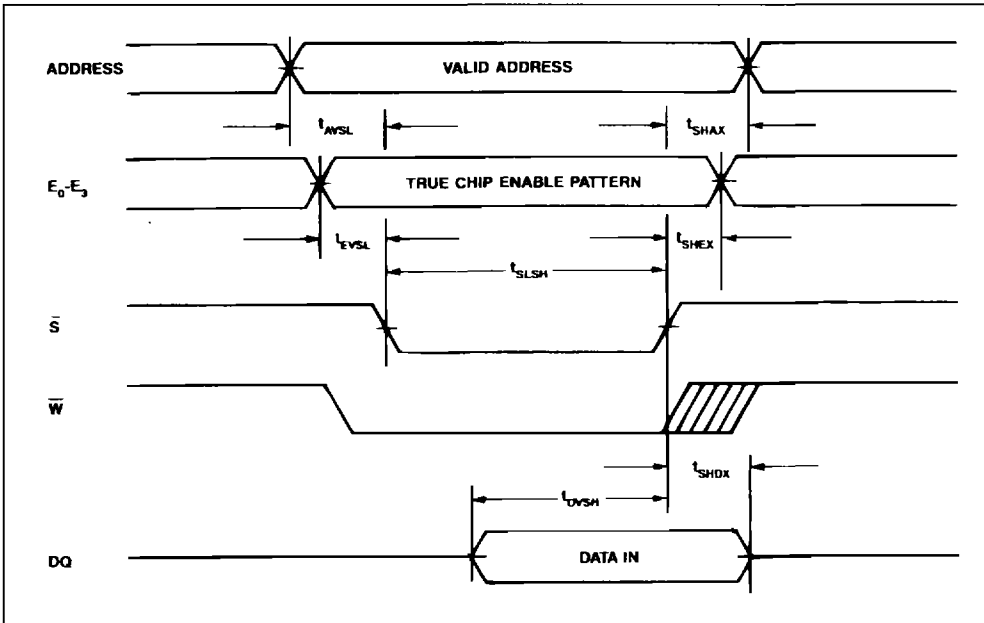 ADDRESS
VALID ADDRESS
tAVSL
tSHAX
E0-E3
TRUE CHIP ENABLE PATTERN
tEVSL
tSHEX
tSLSH
S̄
W̄
tSHDX
tDVSH
DQ
DATA IN